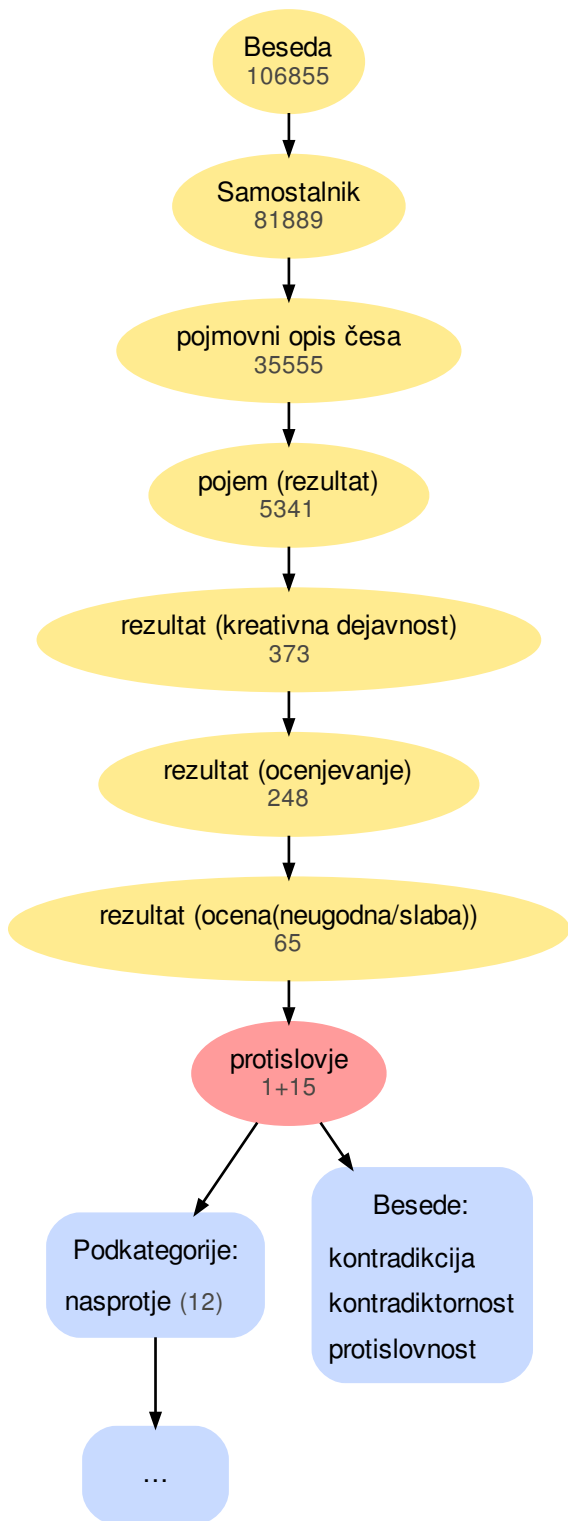 Beseda
106855
Samostalnik
81889
pojmovni opis česa
35555
pojem (rezultat)
5341
rezultat (kreativna dejavnost)
373
rezultat (ocenjevanje)
248
rezultat (ocena(neugodna/slaba))
65
protislovje
1+15
Podkategorije:
nasprotje (12)
...
Besede:
kontradikcija
kontradiktornost
protislovnost